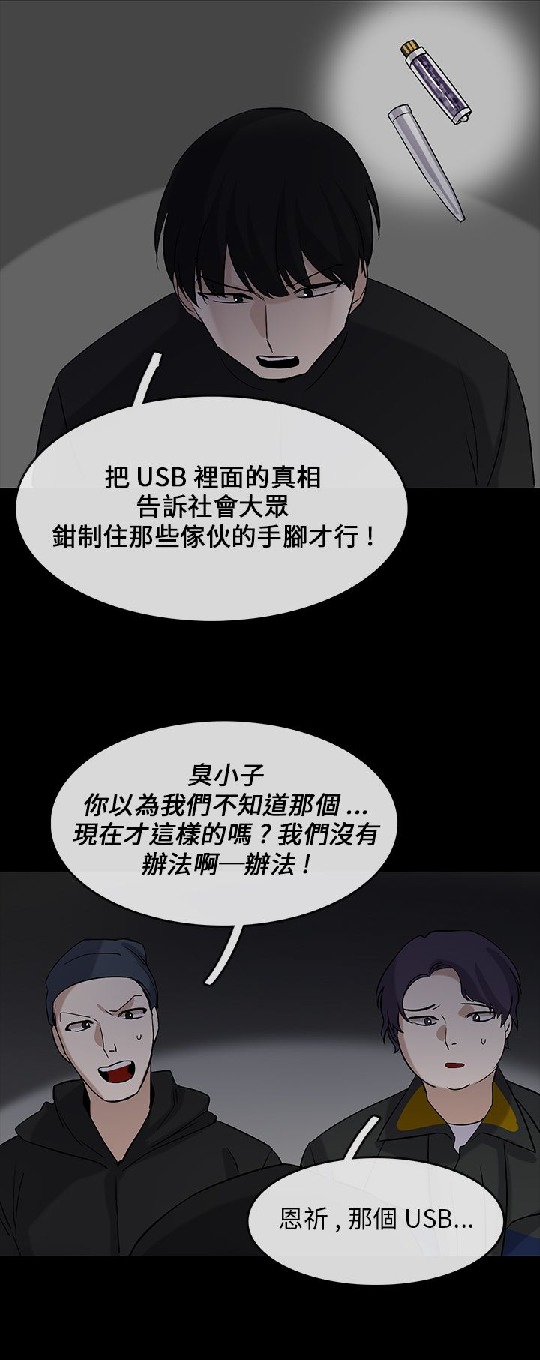 把 USB 裡面的真相
告訴社會大眾
鉗制住那些傢伙的手腳才行！
臭小子
你以為我們不知道那個 ...
現在才這樣的嗎？我們沒有
辦法啊─辦法！
恩祈 , 那個 USB...